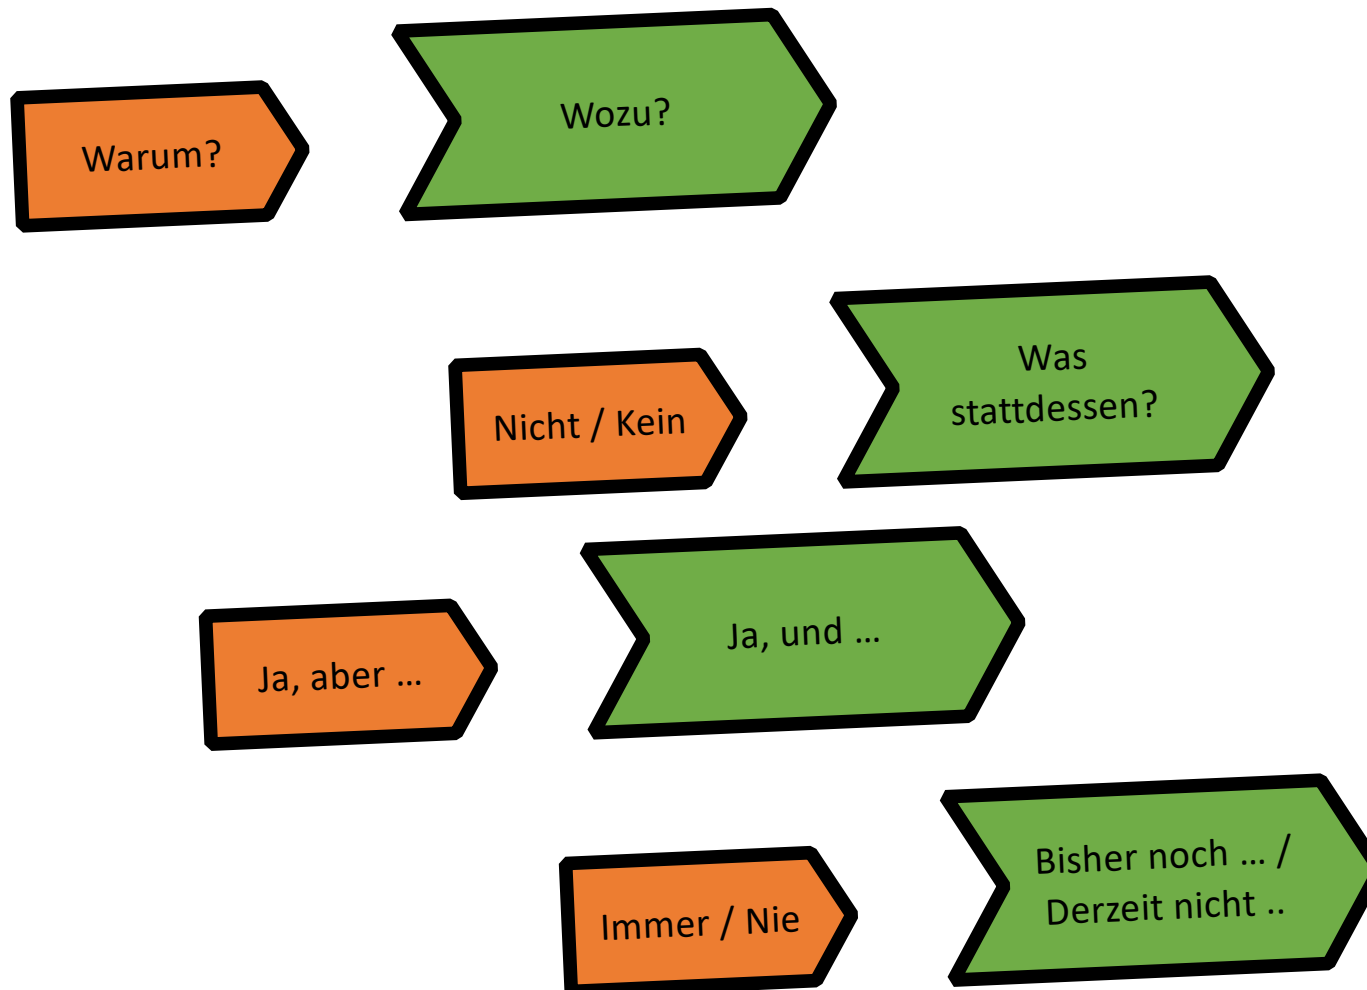 Warum?
Wozu?
Nicht / Kein
Was
stattdessen?
Ja, aber ...
Ja, und ...
Immer / Nie
Bisher noch ... /
Derzeit nicht ..